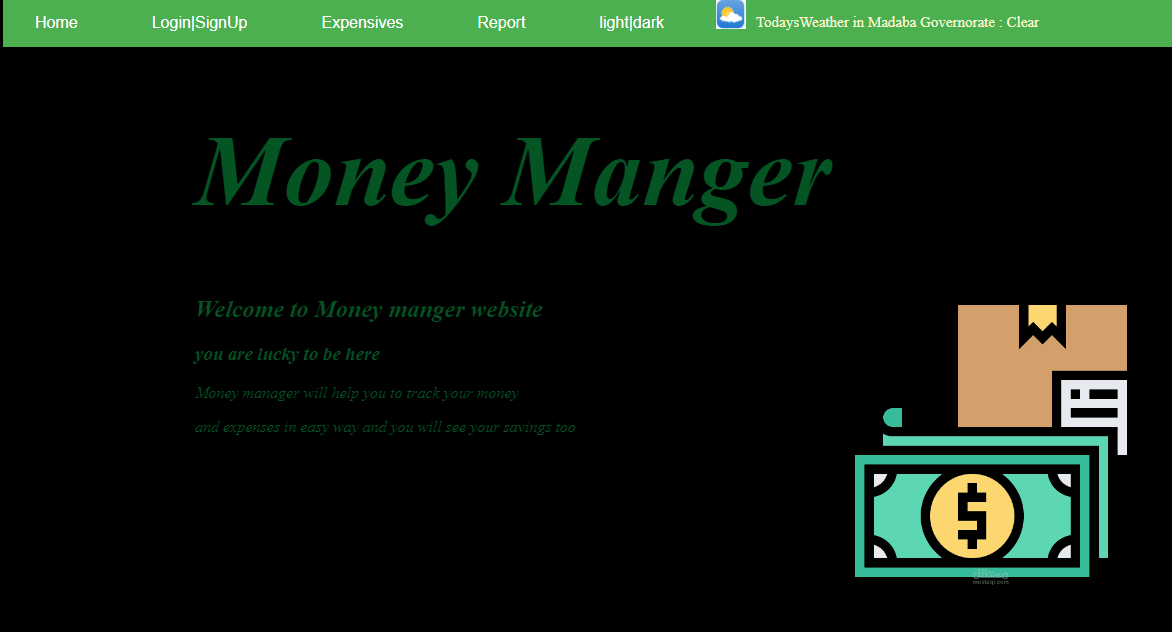 Home Login|SignUp Expensives Report light|dark TodaysWeather in Madaba Governorate : Clear
Money Manger
Welcome to Money manger website
you are lucky to be here
Money manager will help you to track your money
and expenses in easy way and you will see your savings too
$
مستقل
mostaql.com